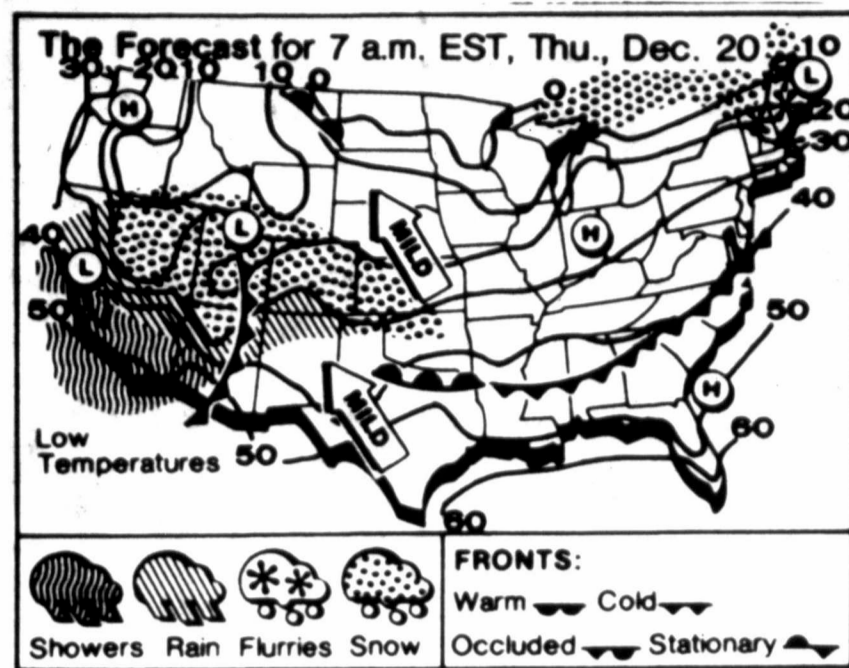 The Forecast for 7 a.m. EST, Thu., Dec. 20
30 20 10 10 0 0 10
H L
20
30
40
H
L
40
L
MILD
H
50
50
H
MILD
60
Low
Temperatures 50
60
FRONTS:
Warm Cold
Showers Rain Flurries Snow Occluded Stationary